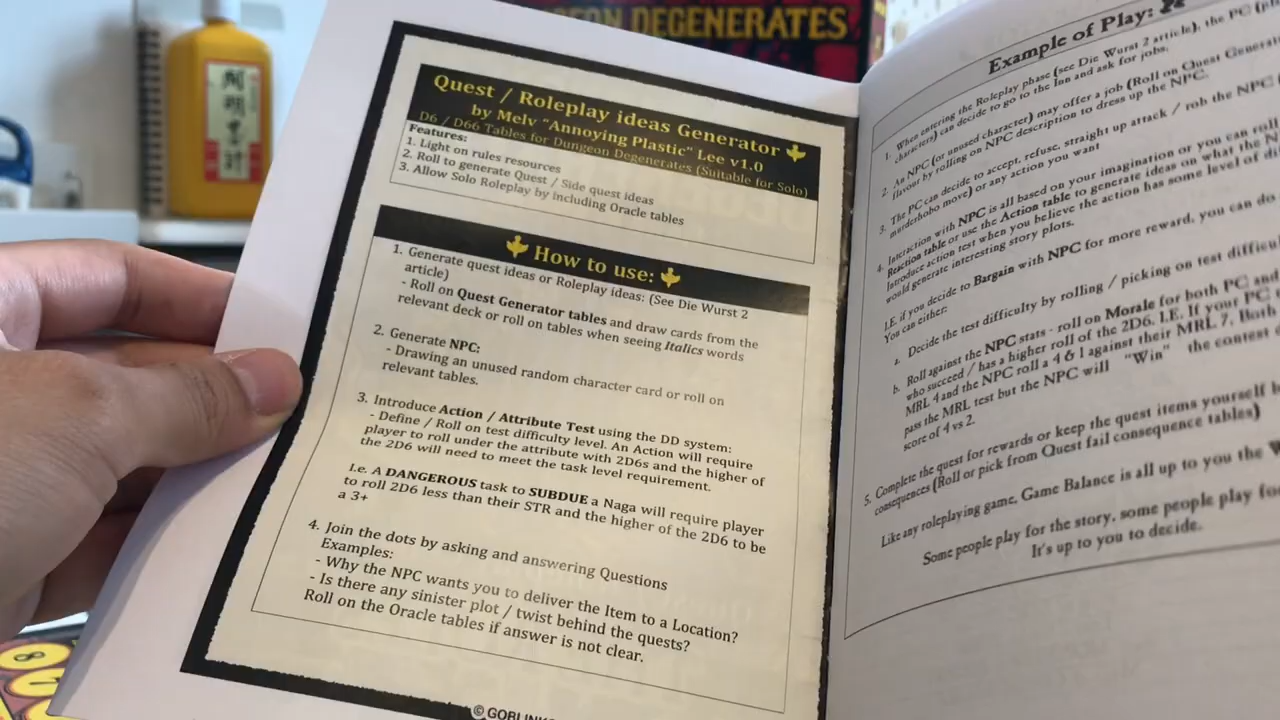 DUNGEON DEGENERATES
開明墨汁
Quest / Roleplay ideas Generator
by Melv "Annoying Plastic" Lee v1.0
D6 / D66 Tables for Dungeon Degenerates (Suitable for Solo)
Features:
1. Light on rules resources
2. Roll to generate Quest / Side quest ideas
3. Allow Solo Roleplay by including Oracle tables
How to use:
1. Generate quest ideas or Roleplay ideas: (See Die Wurst 2
article)
- Roll on Quest Generator tables and draw cards from the
relevant deck or roll on tables when seeing Italics words
2. Generate NPC:
- Drawing an unused random character card or roll on
relevant tables.
3. Introduce Action / Attribute Test using the DD system:
- Define / Roll on test difficulty level. An Action will require
player to roll under the attribute with 2D6s and the higher of
the 2D6 will need to meet the task level requirement.
I.e. A DANGEROUS task to SUBDUE a Naga will require player
to roll 2D6 less than their STR and the higher of the 2D6 to be
a 3+
4. Join the dots by asking and answering Questions
Examples:
- Why the NPC wants you to deliver the Item to a Location?
- Is there any sinister plot / twist behind the quests?
Roll on the Oracle tables if answer is not clear.
Example of Play:
1. When entering the Roleplay phase (see Die Wurst 2 article), the PC
characters) can decide to go to the Inn and ask for jobs.
2. An NPC (or unused character) may offer a job (Roll on Quest
flavour by rolling on NPC description to dress up the NPC.
3. The PC can decide to accept, refuse, straight up attack / rob the NPC
murderhobo move) or any action you want
4. Interaction with NPC is all based on your imagination or you can roll
Reaction table or use the Action table to generate ideas on what the
Introduce action test when you believe the action has some level of
would generate interesting story plots.
I.E. if you decide to Bargain with NPC for more reward, you can do
You can either:
a. Decide the test difficulty by rolling / picking on test
b. Roll against the NPC stats - roll on Morale for both PC and
who succeed / has a higher roll of the 2D6. I.E. If your PC
MRL 4 and the NPC roll a 4 & 1 against their MRL 7. Both
pass the MRL test but the NPC will "Win" the contest
score of 4 vs 2.
5. Complete the quest for rewards or keep the quest items yourself
consequences (Roll or pick from Quest fail consequence tables)
Like any roleplaying game, Game Balance is all up to you the
Some people play for the story, some people play for
It's up to you to decide.